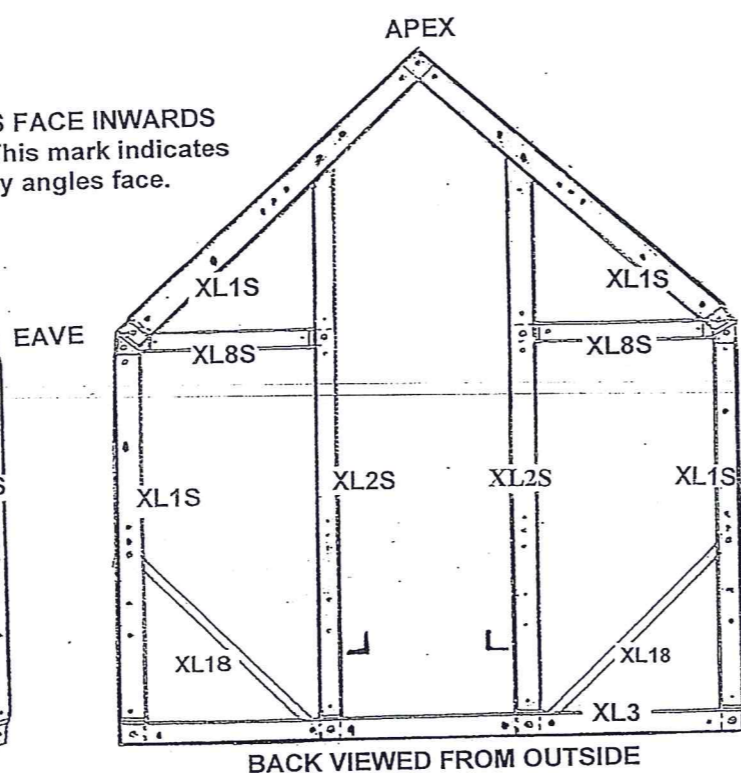 APEX
S FACE INWARDS
This mark indicates
y angles face.
XL1S
XL1S
EAVE
XL8S
XL8S
S
XL1S
XL2S
XL2S
XL1S
XL18
XL18
XL3
BACK VIEWED FROM OUTSIDE